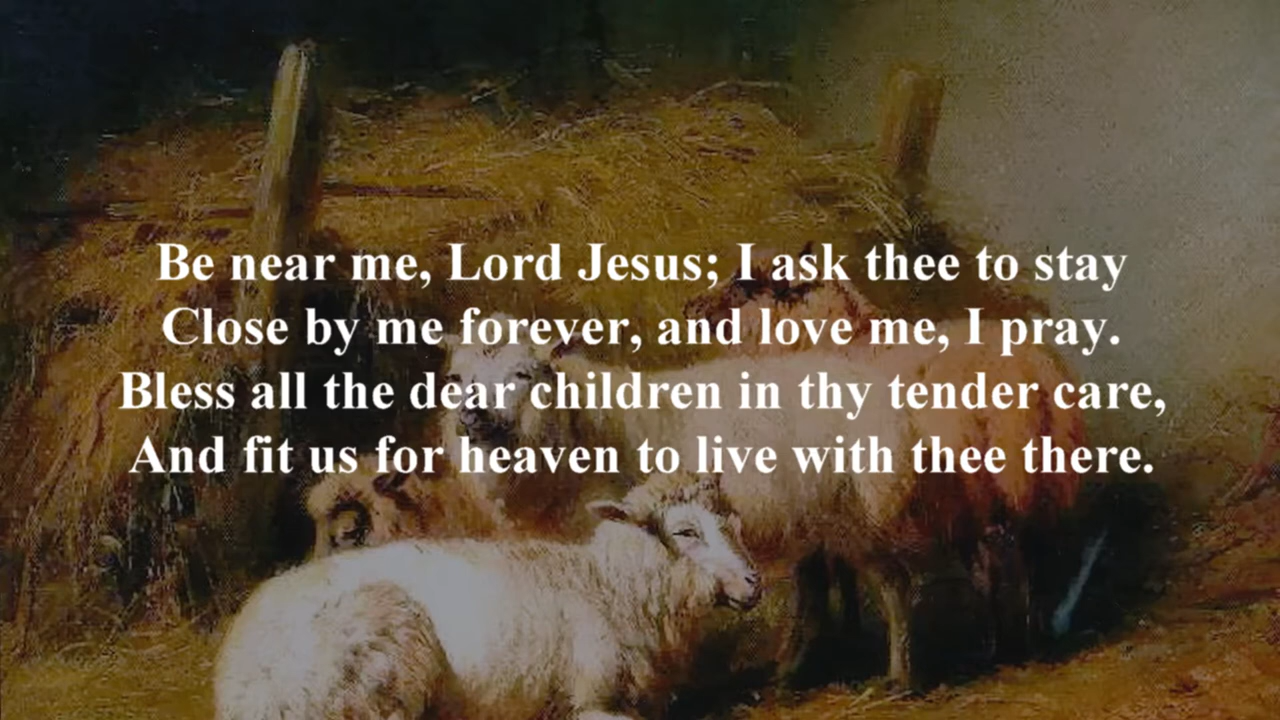 Be near me, Lord Jesus; I ask thee to stay
Close by me forever, and love me, I pray.
Bless all the dear children in thy tender care,
And fit us for heaven to live with thee there.